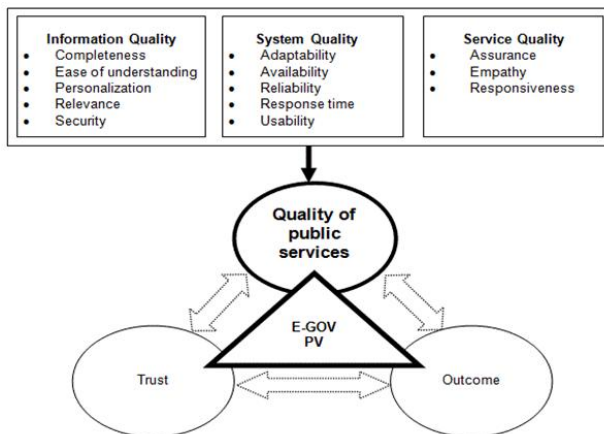 Information Quality
• Completeness
• Ease of understanding
• Personalization
• Relevance
• Security
System Quality
• Adaptability
• Availability
• Reliability
• Response time
• Usability
Service Quality
• Assurance
• Empathy
• Responsiveness
Quality of
public
services
E-GOV
PV
Trust
Outcome